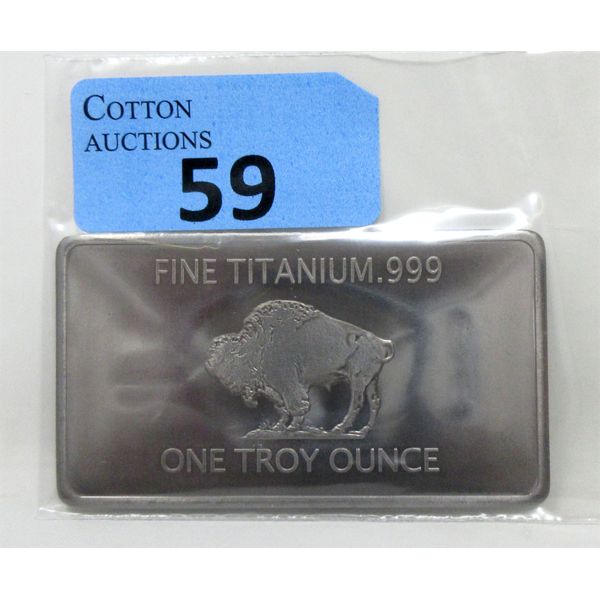 COTTON
AUCTIONS
59
FINE TITANIUM.999
ONE TROY OUNCE